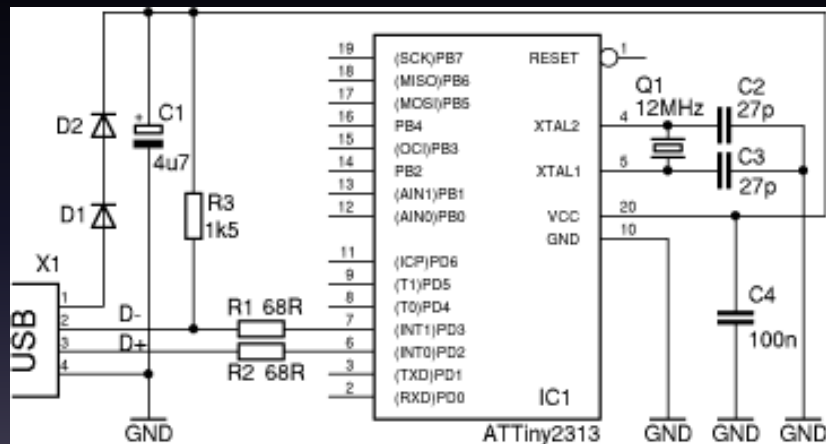 19 (SCK)PB7 RESET 1
18 (MISO)PB6
17 (MOSI)PB5
16 PB4 XTAL2 4
15 (OCI)PB3
14 PB2 XTAL1 5
13 (AIN1)PB1
12 (AIN0)PB0 VCC 20
GND 10
11 (ICP)PD6
9 (T1)PD5
8 (T0)PD4
7 (INT1)PD3
6 (INT0)PD2
3 (TXD)PD1
2 (RXD)PD0
IC1
ATTiny2313
Q1
12MHz
C2
27p
C3
27p
C4
100n
D2
D1
C1
+
4u7
R3
1k5
X1
USB
1
2
3
4
D-
D+
R1 68R
R2 68R
GND
GND
GND
GND